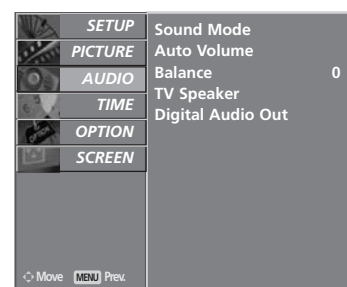 SETUP
PICTURE
AUDIO
TIME
OPTION
SCREEN
Move MENU Prev.
Sound Mode
Auto Volume
Balance 0
TV Speaker
Digital Audio Out